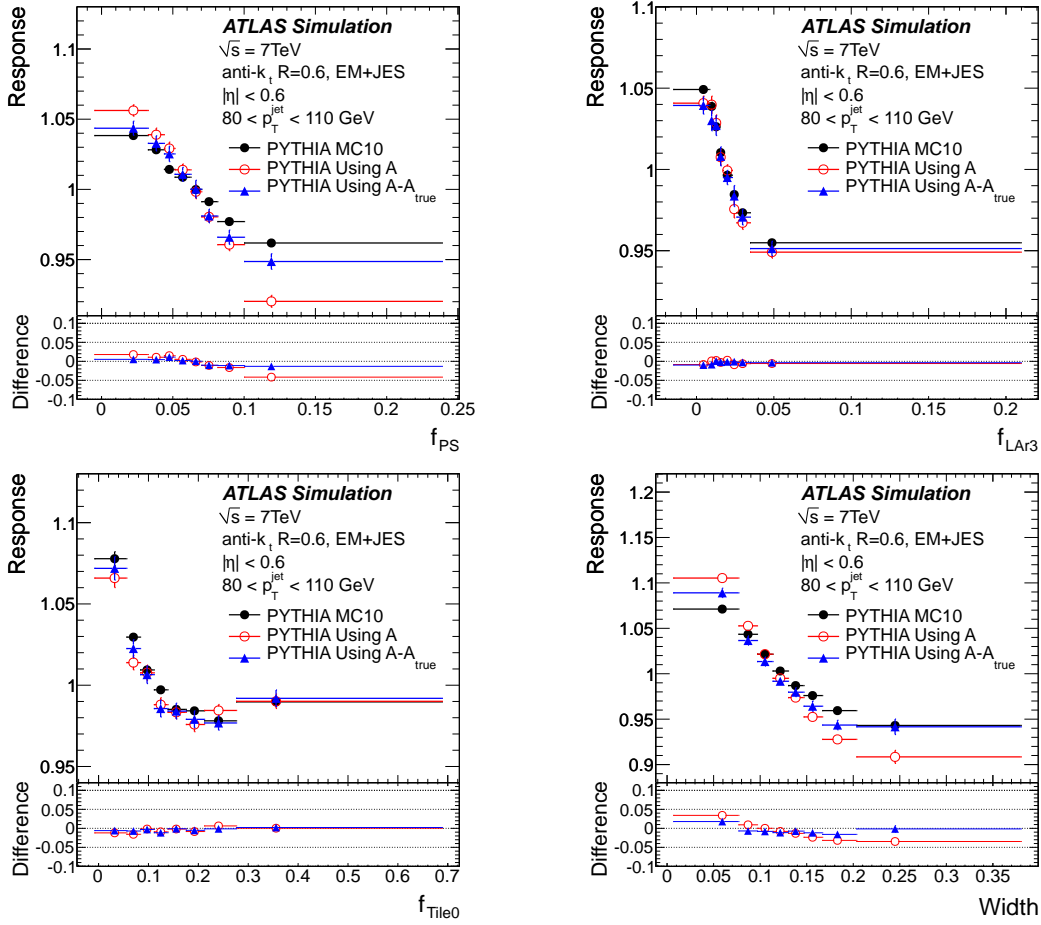 ATLAS Simulation
√s = 7TeV
anti-k_t R=0.6, EM+JES
|η| < 0.6
80 < p_T^jet < 110 GeV
PYTHIA MC10
PYTHIA Using A
PYTHIA Using A-A_true
Response
1.1
1.05
1
0.95
Difference
0.1
0.05
0
-0.05
-0.1
0 0.05 0.1 0.15 0.2 0.25
f_PS
ATLAS Simulation
√s = 7TeV
anti-k_t R=0.6, EM+JES
|η| < 0.6
80 < p_T^jet < 110 GeV
PYTHIA MC10
PYTHIA Using A
PYTHIA Using A-A_true
Response
1.1
1.05
1
0.95
Difference
0.1
0.05
0
-0.05
-0.1
0 0.05 0.1 0.15 0.2
f_LAr3
ATLAS Simulation
√s = 7TeV
anti-k_t R=0.6, EM+JES
|η| < 0.6
80 < p_T^jet < 110 GeV
PYTHIA MC10
PYTHIA Using A
PYTHIA Using A-A_true
Response
1.1
1.05
1
0.95
Difference
0.1
0.05
0
-0.05
-0.1
0 0.1 0.2 0.3 0.4 0.5 0.6 0.7
f_Tile0
ATLAS Simulation
√s = 7TeV
anti-k_t R=0.6, EM+JES
|η| < 0.6
80 < p_T^jet < 110 GeV
PYTHIA MC10
PYTHIA Using A
PYTHIA Using A-A_true
Response
1.2
1.15
1.1
1.05
1
0.95
0.9
Difference
0.1
0.05
0
-0.05
-0.1
0 0.05 0.1 0.15 0.2 0.25 0.3 0.35
Width